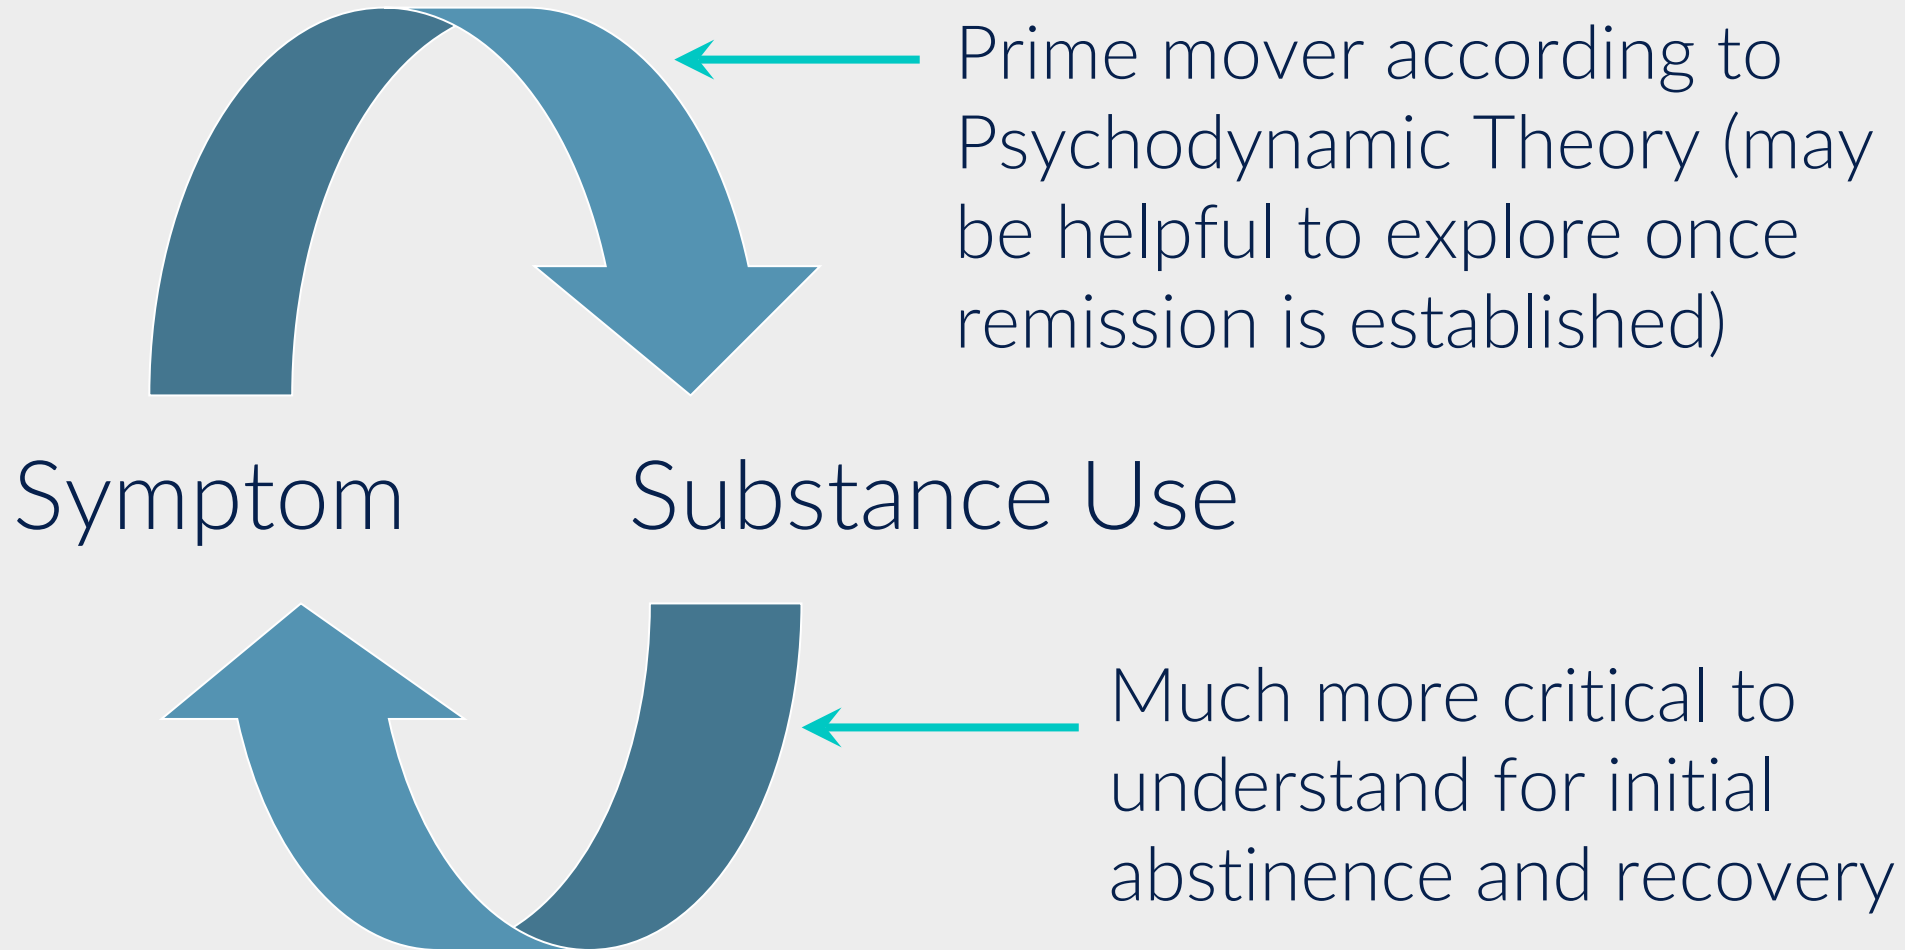 Prime mover according to
Psychodynamic Theory (may
be helpful to explore once
remission is established)
Symptom
Substance Use
Much more critical to
understand for initial
abstinence and recovery